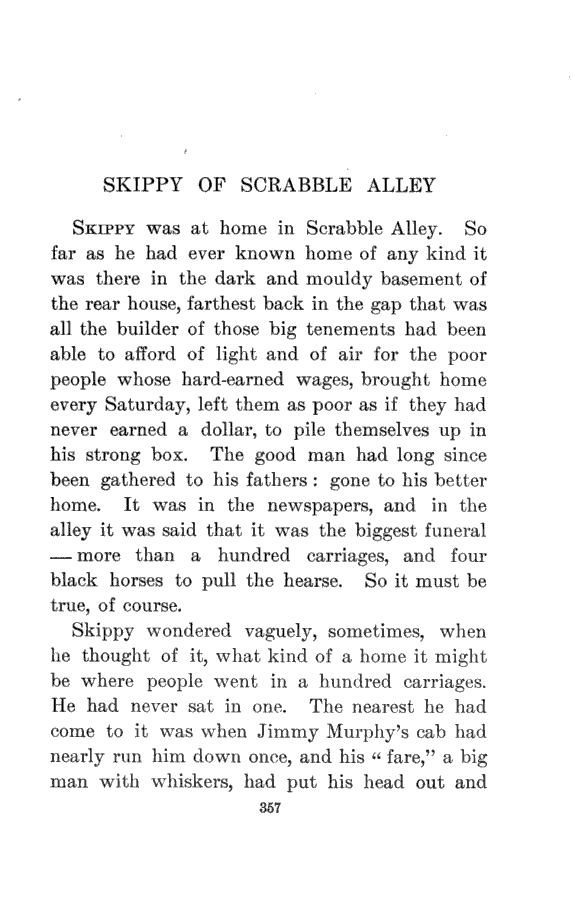 SKIPPY OF SCRABBLE ALLEY
SKIPPY was at home in Scrabble Alley. So
far as he had ever known home of any kind it
was there in the dark and mouldy basement of
the rear house, farthest back in the gap that was
all the builder of those big tenements had been
able to afford of light and of air for the poor
people whose hard-earned wages, brought home
every Saturday, left them as poor as if they had
never earned a dollar, to pile themselves up in
his strong box. The good man had long since
been gathered to his fathers : gone to his better
home. It was in the newspapers, and in the
alley it was said that it was the biggest funeral
— more than a hundred carriages, and four
black horses to pull the hearse. So it must be
true, of course.
Skippy wondered vaguely, sometimes, when
he thought of it, what kind of a home it might
be where people went in a hundred carriages.
He had never sat in one. The nearest he had
come to it was when Jimmy Murphy's cab had
nearly run him down once, and his “ fare,” a big
man with whiskers, had put his head out and
357